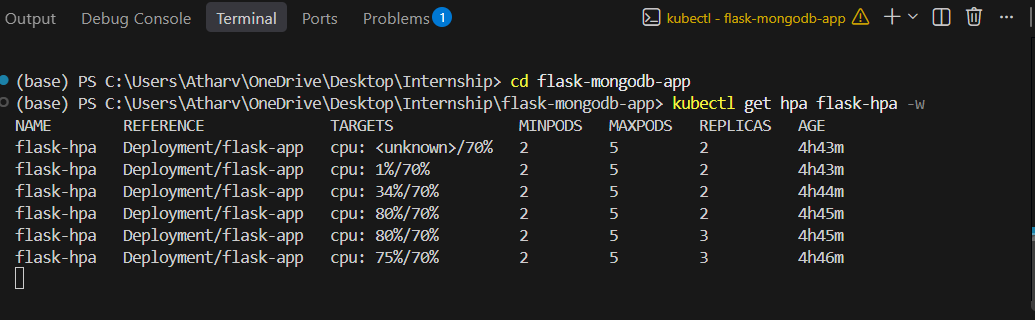 Output Debug Console Terminal Ports Problems 1 kubectl - flask-mongodb-app
(base) PS C:\Users\Atharv\OneDrive\Desktop\Internship> cd flask-mongodb-app
(base) PS C:\Users\Atharv\OneDrive\Desktop\Internship\flask-mongodb-app> kubectl get hpa flask-hpa -w
NAME REFERENCE TARGETS MINPODS MAXPODS REPLICAS AGE
flask-hpa Deployment/flask-app cpu: <unknown>/70% 2 5 2 4h43m
flask-hpa Deployment/flask-app cpu: 1%/70% 2 5 2 4h43m
flask-hpa Deployment/flask-app cpu: 34%/70% 2 5 2 4h44m
flask-hpa Deployment/flask-app cpu: 80%/70% 2 5 2 4h45m
flask-hpa Deployment/flask-app cpu: 80%/70% 2 5 3 4h45m
flask-hpa Deployment/flask-app cpu: 75%/70% 2 5 3 4h46m